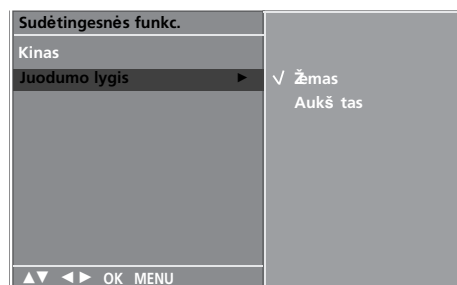 Sudėtingesnės funkc.
Kinas
Juodumo lygis ►
√ Žemas
Aukš tas
▲▼ ◄► OK MENU